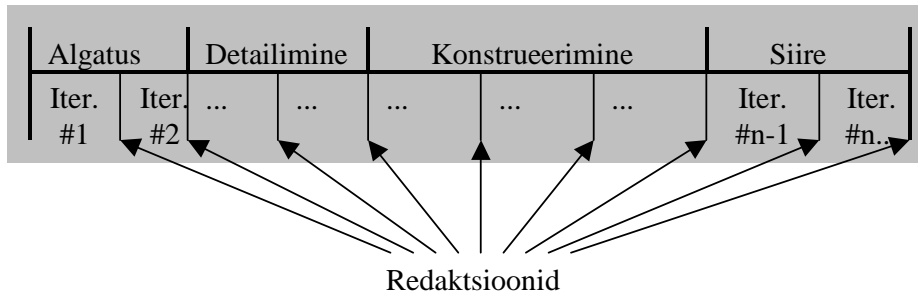 Algatus Detailimine Konstrueerimine Siire
Iter. Iter. ... ... ... ... ... Iter. Iter.
#1 #2 #n-1 #n..
Redaktsioonid